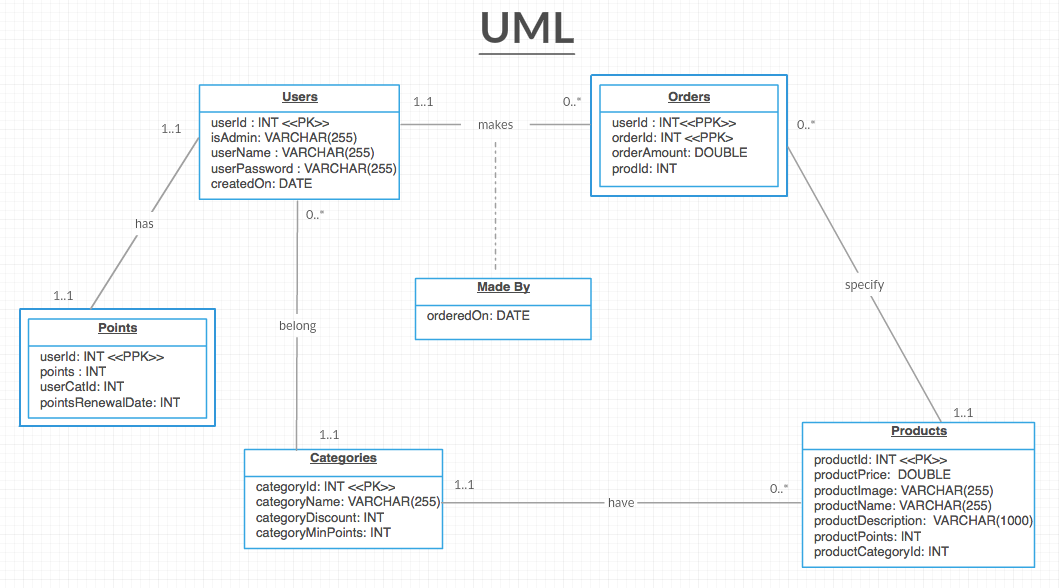 UML
Users
userId : INT <<PK>>
isAdmin: VARCHAR(255)
userName : VARCHAR(255)
userPassword : VARCHAR(255)
createdOn: DATE
1..1
makes
0..*
Orders
userId : INT<<PPK>>
orderId: INT <<PPK>
orderAmount: DOUBLE
prodId: INT
0..*
1..1
has
1..1
0..*
belong
1..1
Made By
orderedOn: DATE
specify
1..1
Points
userId: INT <<PPK>>
points : INT
userCatId: INT
pointsRenewalDate: INT
Categories
categoryId: INT <<PK>>
categoryName: VARCHAR(255)
categoryDiscount: INT
categoryMinPoints: INT
1..1
have
0..*
Products
productId: INT <<PK>>
productPrice:  DOUBLE
productImage: VARCHAR(255)
productName: VARCHAR(255)
productDescription:  VARCHAR(1000)
productPoints: INT
productCategoryId: INT